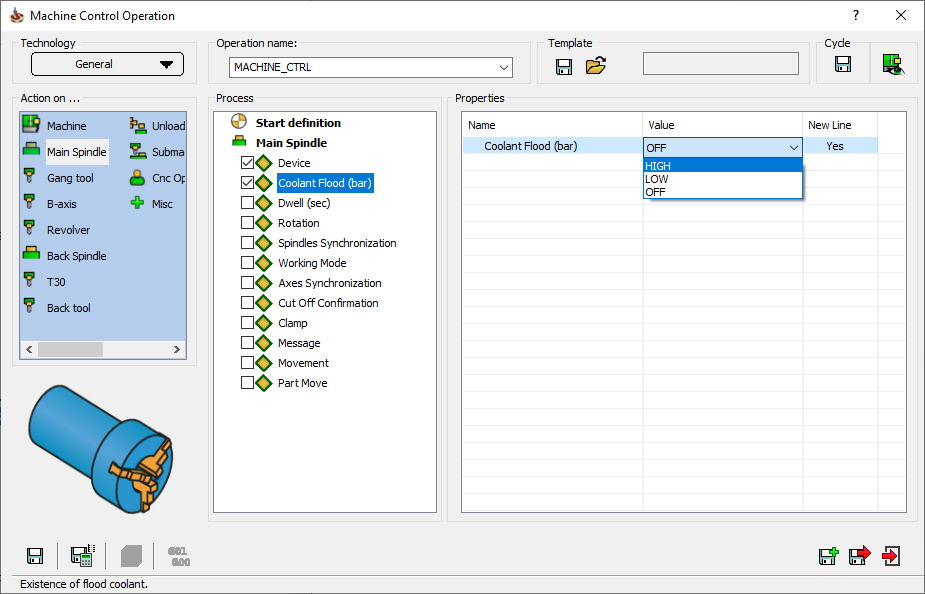 Machine Control Operation
?
Technology
General
Operation name:
MACHINE_CTRL
Template
Cycle
Action on ...
Machine
Main Spindle
Gang tool
B-axis
Revolver
Back Spindle
T30
Back tool
Unload
Subma
Cnc Op
Misc
Process
Start definition
Main Spindle
Device
Coolant Flood (bar)
Dwell (sec)
Rotation
Spindles Synchronization
Working Mode
Axes Synchronization
Cut Off Confirmation
Clamp
Message
Movement
Part Move
Properties
Name Value New Line
Coolant Flood (bar) OFF Yes
HIGH
LOW
OFF
G01
G00
Existence of flood coolant.